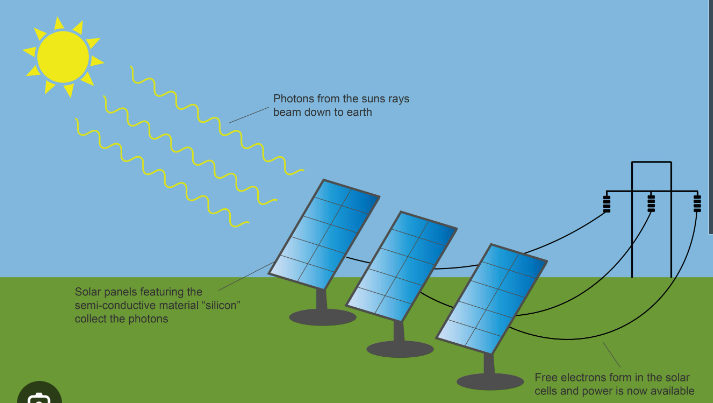 Photons from the suns rays
beam down to earth
Solar panels featuring the
semi-conductive material "silicon"
collect the photons
Free electrons form in the solar
cells and power is now available